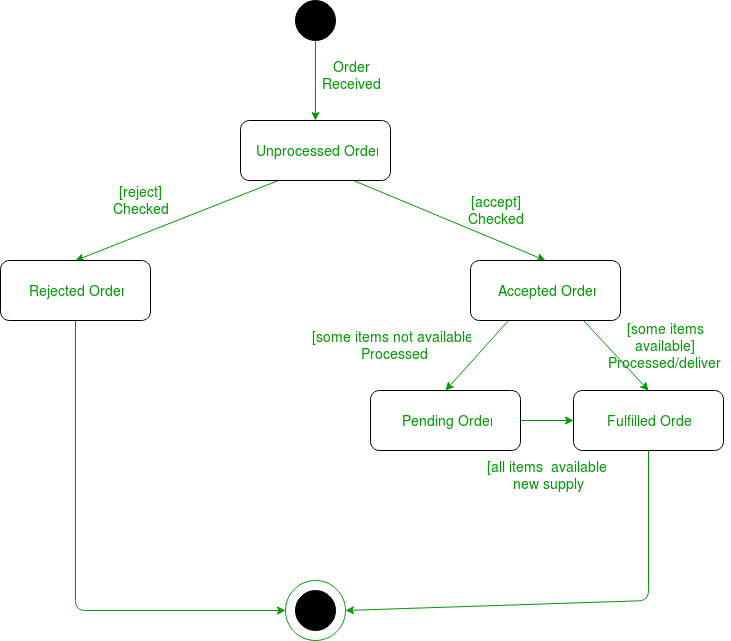 Order
Received
Unprocessed Order
[reject]
Checked
[accept]
Checked
Rejected Order
Accepted Order
[some items not available
Processed
[some items
available]
Processed/deliver
Pending Order
Fulfilled Orde
[all items available
new supply